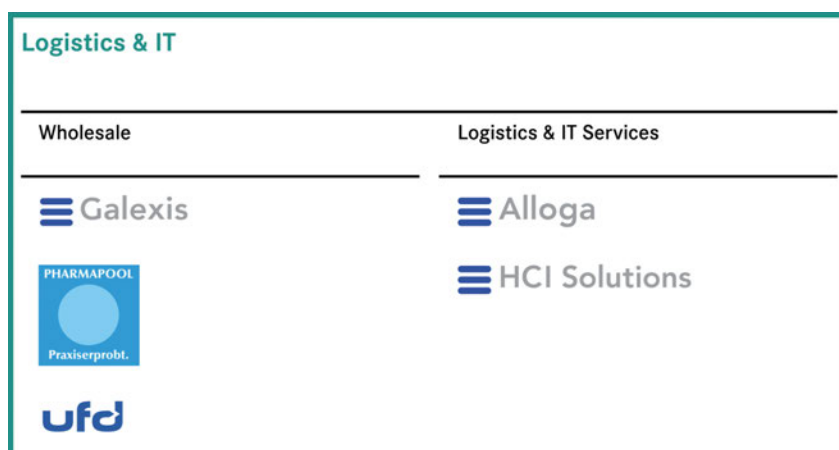 Logistics & IT
Wholesale
Galexis
PHARMAPOOL
Praxiserprobt.
ufd
Logistics & IT Services
Alloga
HCI Solutions